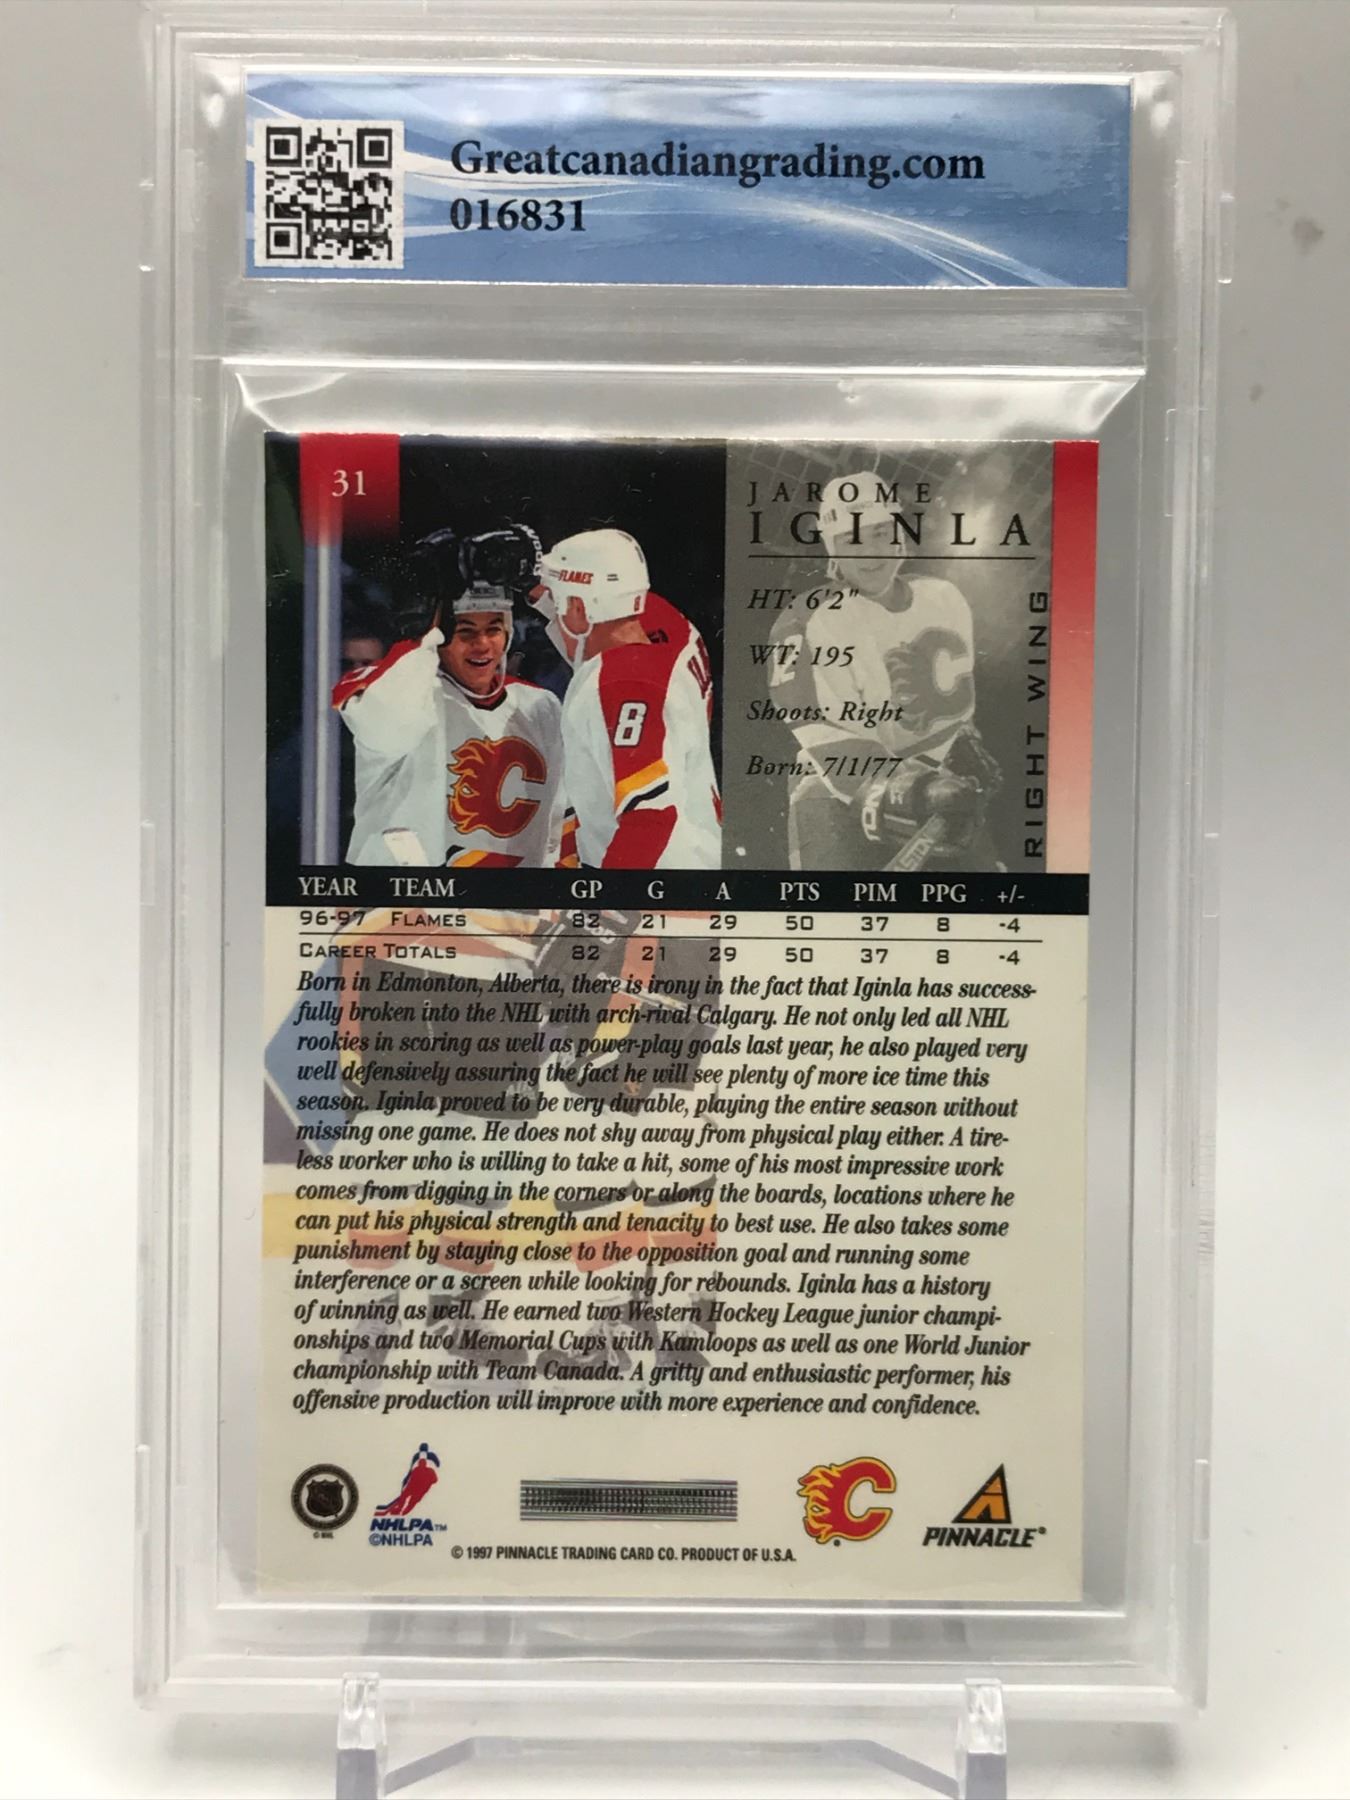 Greatcanadiangrading.com
016831
31
JAROME
IGINLA
HT: 6'2"
WT: 195
Shoots: Right
Born: 7/1/77
RIGHT WING
FLAMES
8
YEAR TEAM GP G A PTS PIM PPG +/-
96-97 FLAMES 82 21 29 50 37 8 -4
CAREER TOTALS 82 21 29 50 37 8 -4
Born in Edmonton, Alberta, there is irony in the fact that Iginla has success-
fully broken into the NHL with arch-rival Calgary. He not only led all NHL
rookies in scoring as well as power-play goals last year, he also played very
well defensively assuring the fact he will see plenty of more ice time this
season. Iginla proved to be very durable, playing the entire season without
missing one game. He does not shy away from physical play either. A tire-
less worker who is willing to take a hit, some of his most impressive work
comes from digging in the corners or along the boards, locations where he
can put his physical strength and tenacity to best use. He also takes some
punishment by staying close to the opposition goal and running some
interference or a screen while looking for rebounds. Iginla has a history
of winning as well. He earned two Western Hockey League junior champi-
onships and two Memorial Cups with Kamloops as well as one World Junior
championship with Team Canada. A gritty and enthusiastic performer, his
offensive production will improve with more experience and confidence.
© NHL
NHLPA™
©NHLPA
PINNACLE®
© 1997 PINNACLE TRADING CARD CO. PRODUCT OF U.S.A.